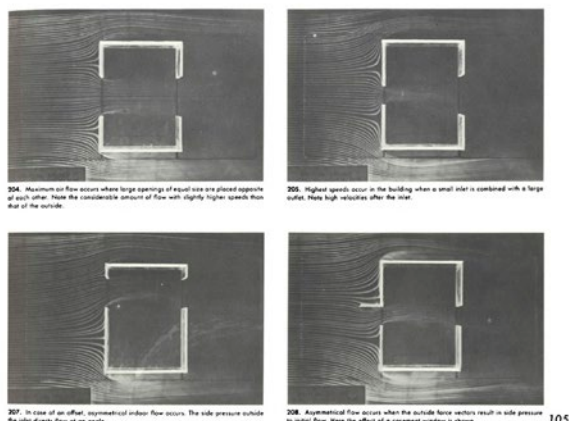 204. Maximum air flow occurs where large openings of equal size are placed opposite
of each other. Note the considerable amount of flow with slightly higher speeds than
that of the outside.
205. Highest speeds occur in the building when a small inlet is combined with a large
outlet. Note high velocities after the inlet.
207. In case of an offset, asymmetrical indoor flow occurs. The side pressure outside
the inlet directs flow at an angle.
208. Asymmetrical flow occurs when the outside force vectors result in side pressure
to initial flow. Here the effect of a casement window is shown.
105